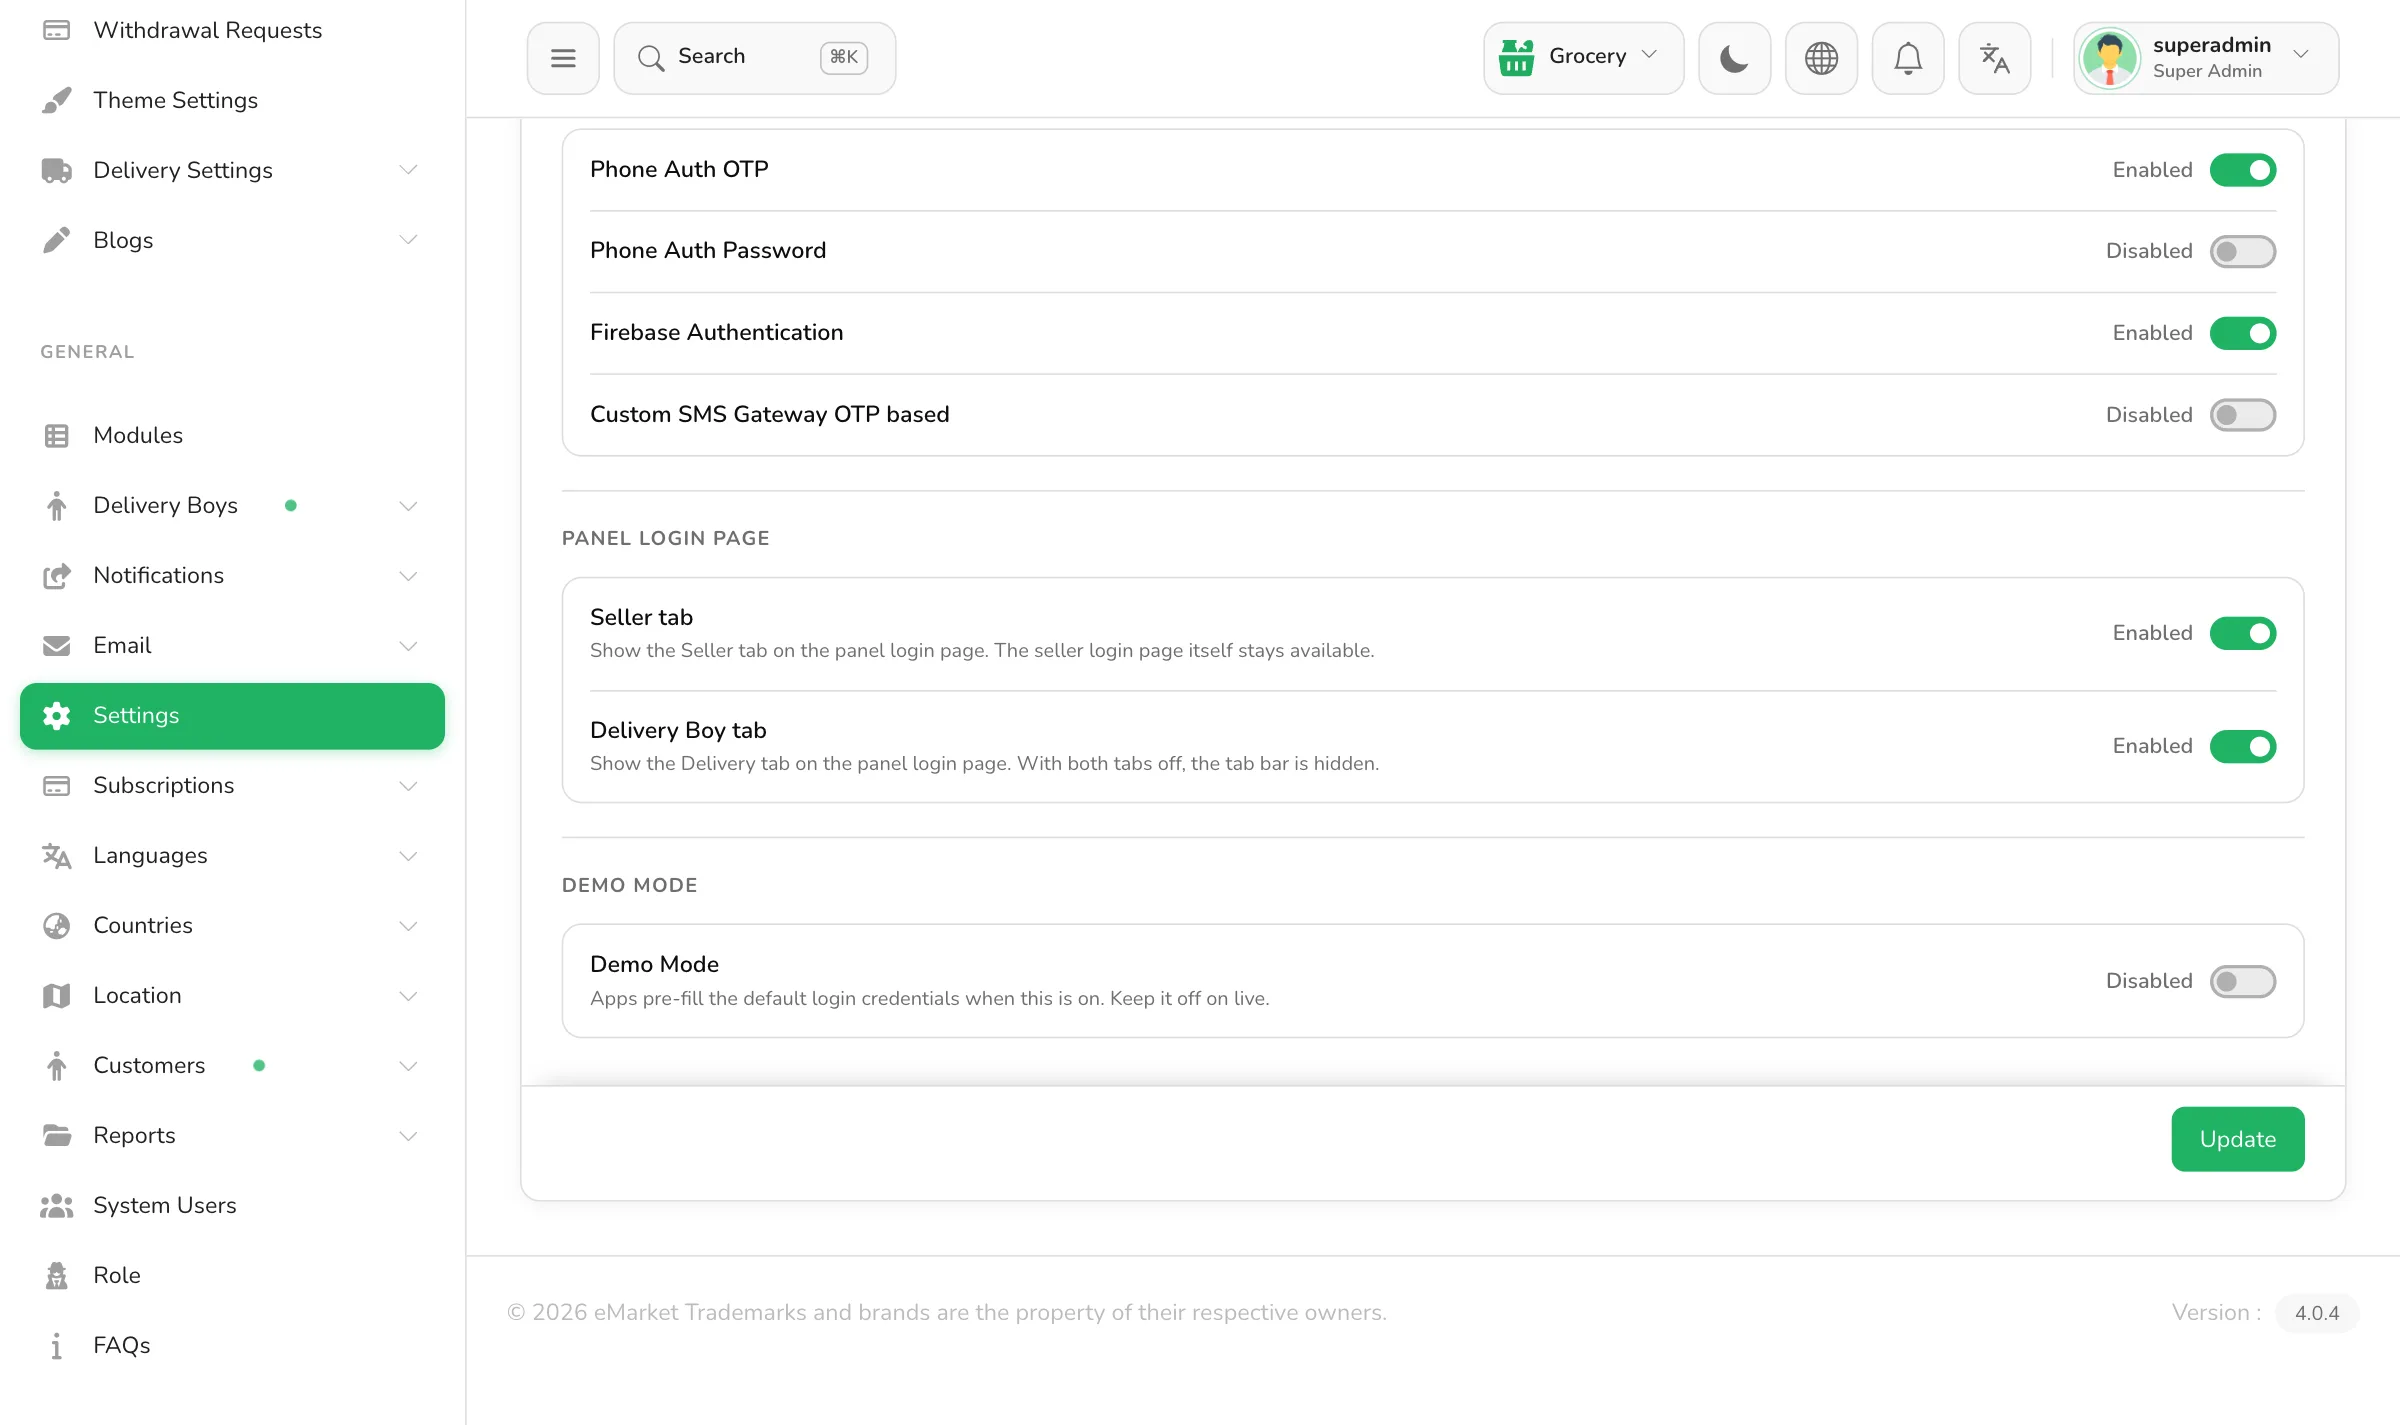 Withdrawal Requests
Theme Settings
Delivery Settings
Blogs
GENERAL
Modules
Delivery Boys
Notifications
Email
Settings
Subscriptions
Languages
Countries
Location
Customers
Reports
System Users
Role
FAQs
Search ⌘K
Grocery
superadmin
Super Admin
Phone Auth OTP Enabled
Phone Auth Password Disabled
Firebase Authentication Enabled
Custom SMS Gateway OTP based Disabled
PANEL LOGIN PAGE
Seller tab
Show the Seller tab on the panel login page. The seller login page itself stays available.
Enabled
Delivery Boy tab
Show the Delivery tab on the panel login page. With both tabs off, the tab bar is hidden.
Enabled
DEMO MODE
Demo Mode
Apps pre-fill the default login credentials when this is on. Keep it off on live.
Disabled
Update
© 2026 eMarket Trademarks and brands are the property of their respective owners.
Version : 4.0.4